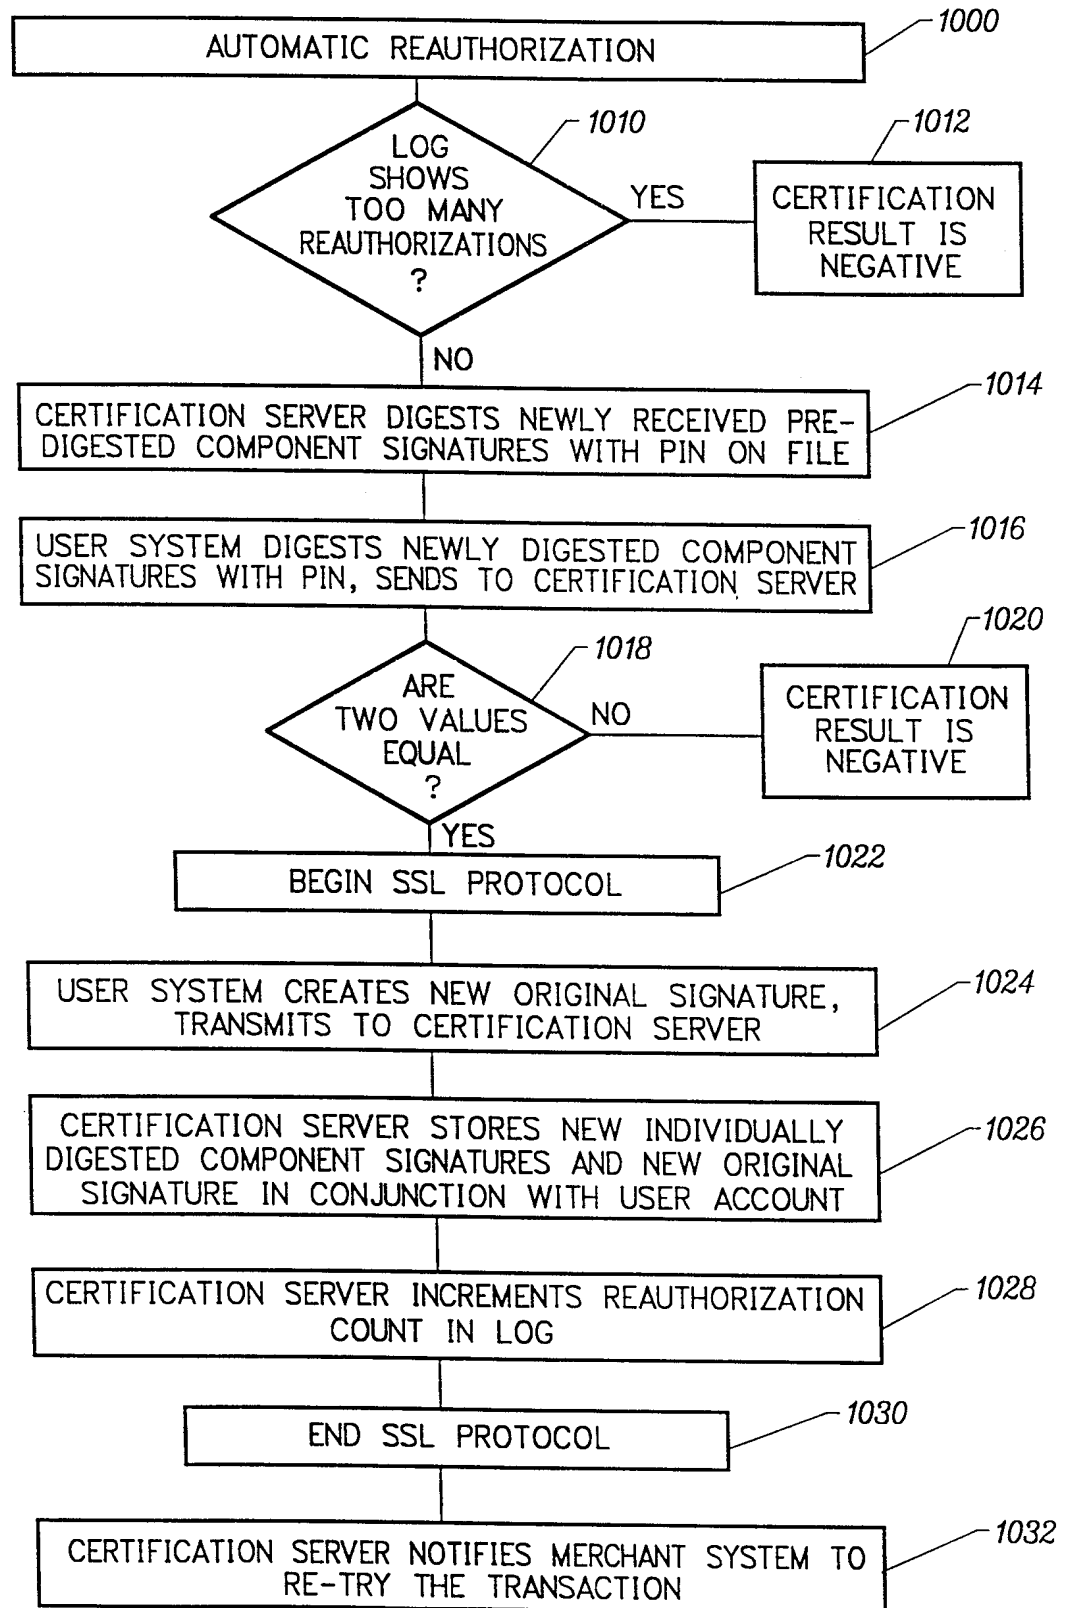 1000
AUTOMATIC REAUTHORIZATION
1010
LOG
SHOWS
TOO MANY
REAUTHORIZATIONS
?
YES
1012
CERTIFICATION
RESULT IS
NEGATIVE
NO
1014
CERTIFICATION SERVER DIGESTS NEWLY RECEIVED PRE-
DIGESTED COMPONENT SIGNATURES WITH PIN ON FILE
1016
USER SYSTEM DIGESTS NEWLY DIGESTED COMPONENT
SIGNATURES WITH PIN, SENDS TO CERTIFICATION SERVER
1018
ARE
TWO VALUES
EQUAL
?
NO
1020
CERTIFICATION
RESULT IS
NEGATIVE
YES
1022
BEGIN SSL PROTOCOL
1024
USER SYSTEM CREATES NEW ORIGINAL SIGNATURE,
TRANSMITS TO CERTIFICATION SERVER
1026
CERTIFICATION SERVER STORES NEW INDIVIDUALLY
DIGESTED COMPONENT SIGNATURES AND NEW ORIGINAL
SIGNATURE IN CONJUNCTION WITH USER ACCOUNT
1028
CERTIFICATION SERVER INCREMENTS REAUTHORIZATION
COUNT IN LOG
1030
END SSL PROTOCOL
1032
CERTIFICATION SERVER NOTIFIES MERCHANT SYSTEM TO
RE-TRY THE TRANSACTION